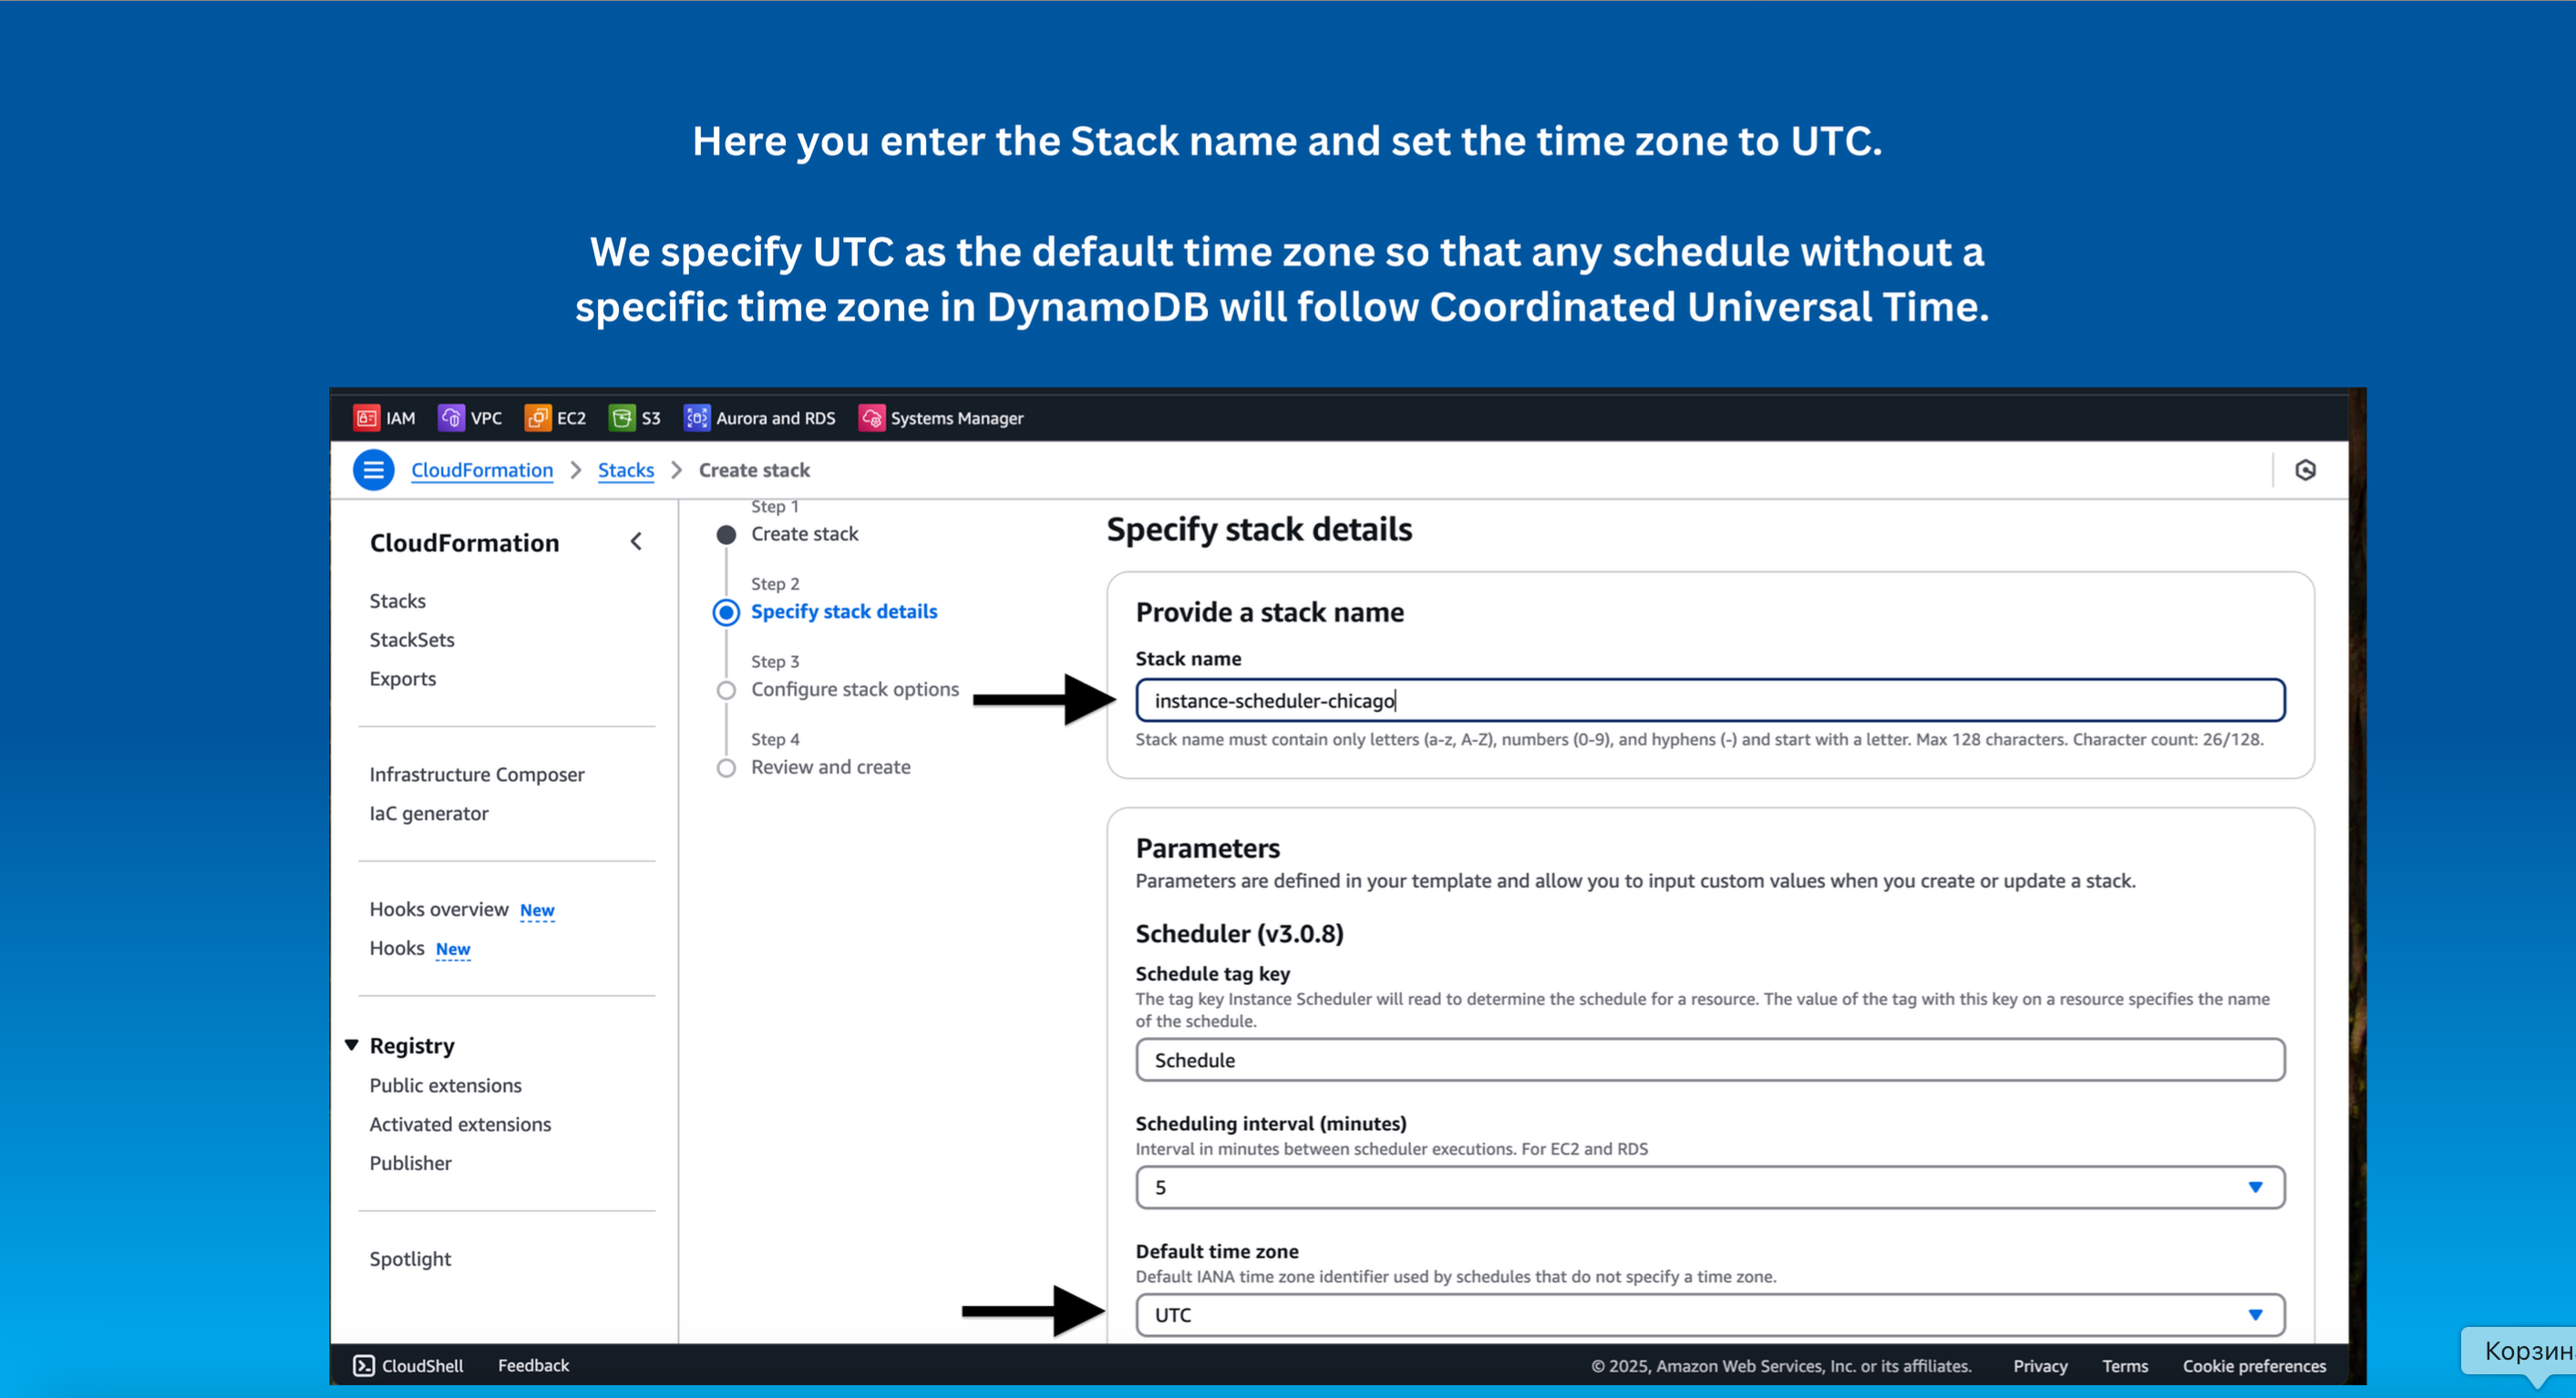 Here you enter the Stack name and set the time zone to UTC.
We specify UTC as the default time zone so that any schedule without a
specific time zone in DynamoDB will follow Coordinated Universal Time.
IAM VPC EC2 S3 Aurora and RDS Systems Manager
CloudFormation > Stacks > Create stack
CloudFormation
Stacks
StackSets
Exports
Infrastructure Composer
IaC generator
Hooks overview New
Hooks New
Registry
Public extensions
Activated extensions
Publisher
Spotlight
Step 1
Create stack
Step 2
Specify stack details
Step 3
Configure stack options
Step 4
Review and create
Specify stack details
Provide a stack name
Stack name
instance-scheduler-chicago
Stack name must contain only letters (a-z, A-Z), numbers (0-9), and hyphens (-) and start with a letter. Max 128 characters. Character count: 26/128.
Parameters
Parameters are defined in your template and allow you to input custom values when you create or update a stack.
Scheduler (v3.0.8)
Schedule tag key
The tag key Instance Scheduler will read to determine the schedule for a resource. The value of the tag with this key on a resource specifies the name
of the schedule.
Schedule
Scheduling interval (minutes)
Interval in minutes between scheduler executions. For EC2 and RDS
5
Default time zone
Default IANA time zone identifier used by schedules that do not specify a time zone.
UTC
CloudShell Feedback
© 2025, Amazon Web Services, Inc. or its affiliates. Privacy Terms Cookie preferences
Корзин